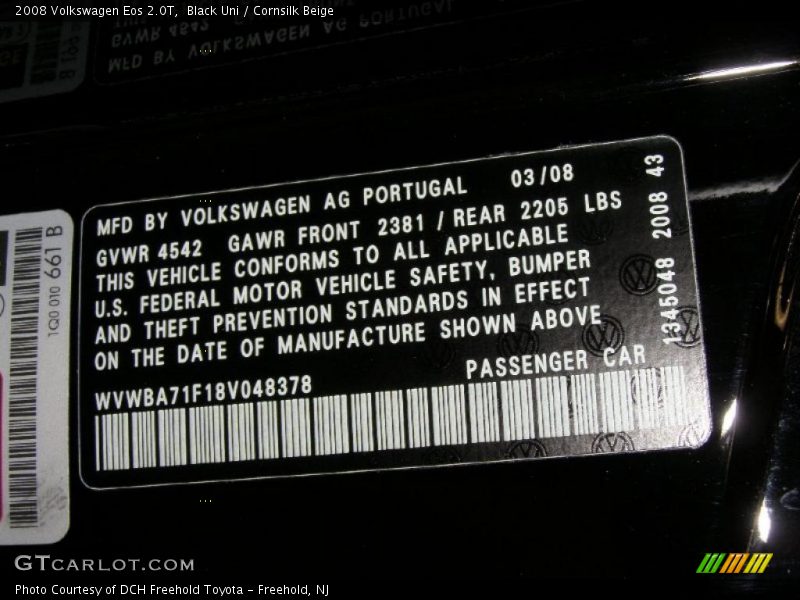 2008 Volkswagen Eos 2.0T, Black Uni / Cornsilk Beige
MFD BY VOLKSWAGEN AG PORTUGAL 03/08
GVWR 4542 GAWR FRONT 2381 / REAR 2205 LBS
THIS VEHICLE CONFORMS TO ALL APPLICABLE
U.S. FEDERAL MOTOR VEHICLE SAFETY, BUMPER
AND THEFT PREVENTION STANDARDS IN EFFECT
ON THE DATE OF MANUFACTURE SHOWN ABOVE
PASSENGER CAR
WVWBA71F18V048378
1345048 2008 43
1Q0 010 661 B
GTCARLOT.COM
Photo Courtesy of DCH Freehold Toyota - Freehold, NJ